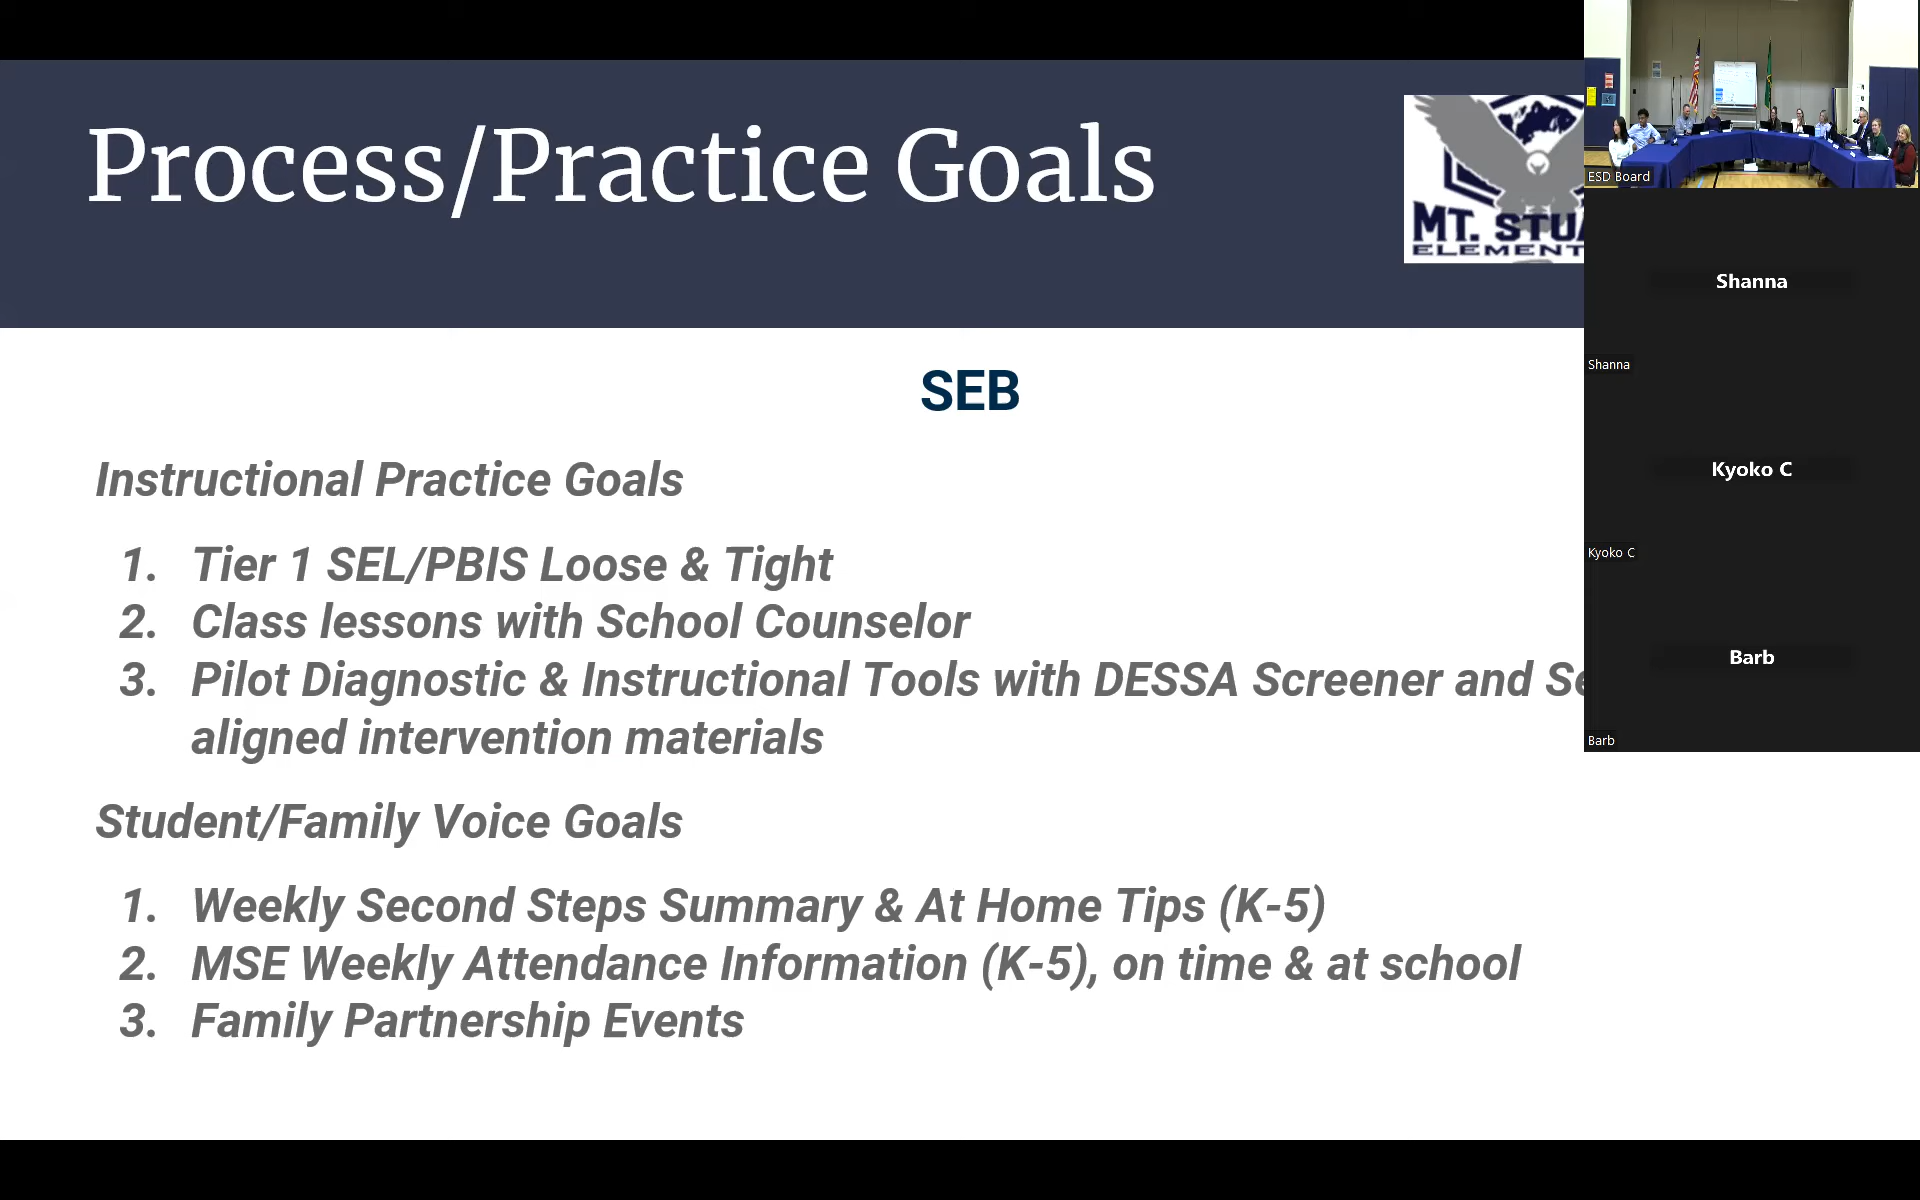 Process/Practice Goals
MT. STU
ELEMENT
SEB
Instructional Practice Goals
1. Tier 1 SEL/PBIS Loose & Tight
2. Class lessons with School Counselor
3. Pilot Diagnostic & Instructional Tools with DESSA Screener and
aligned intervention materials
Student/Family Voice Goals
1. Weekly Second Steps Summary & At Home Tips (K-5)
2. MSE Weekly Attendance Information (K-5), on time & at school
3. Family Partnership Events
ESD Board
Shanna
Shanna
Kyoko C
Kyoko C
Barb
Barb